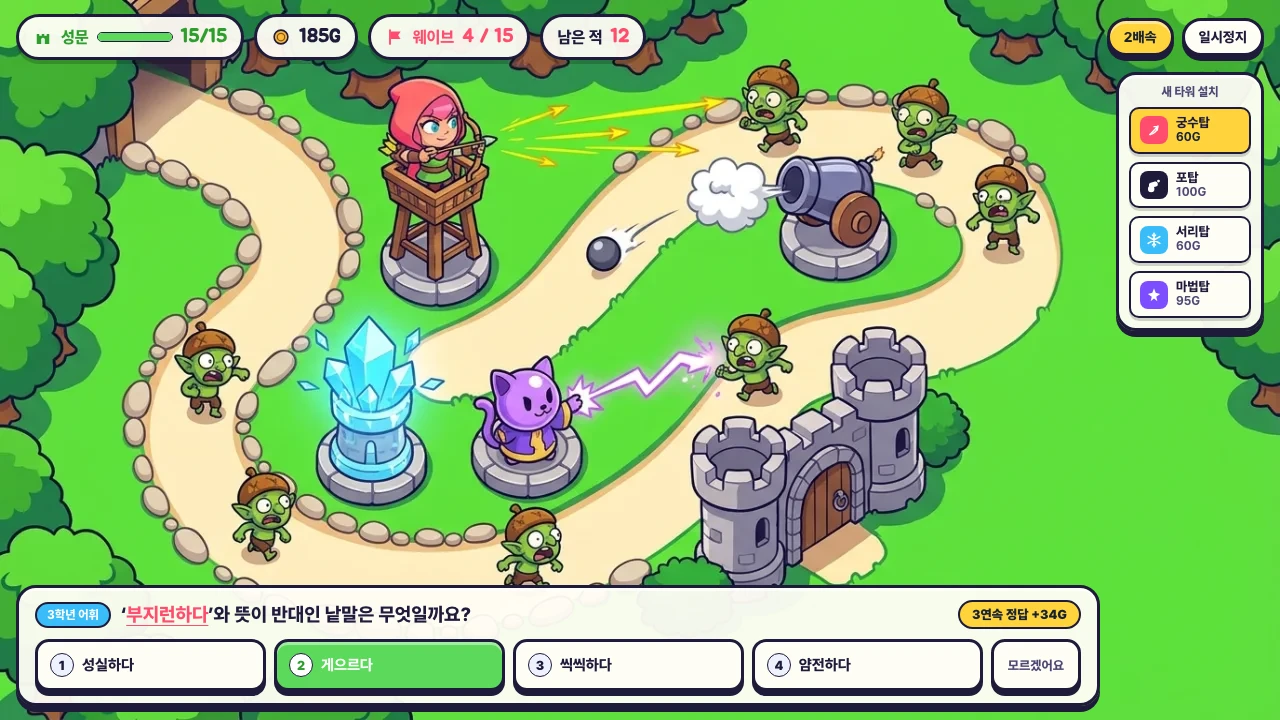 성문 15/15
185G
웨이브 4 / 15
남은 적 12
2배속
일시정지
새 타워 설치
궁수탑
60G
포탑
100G
서리탑
60G
마법탑
95G
3학년 어휘
‘부지런하다’와 뜻이 반대인 낱말은 무엇일까요?
3연속 정답 +34G
1 성실하다
2 게으르다
3 씩씩하다
4 얌전하다
모르겠어요